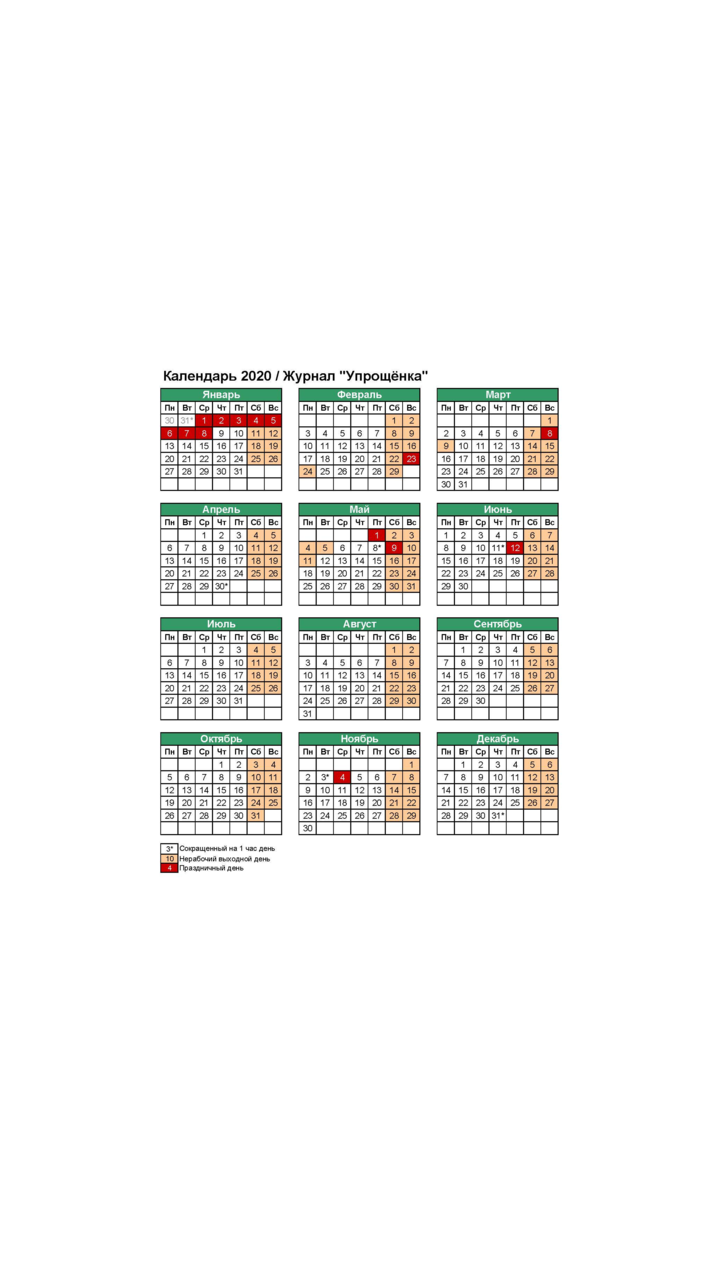 Календарь 2020 / Журнал "Упрощёнка"
Январь Февраль Март
Пн Вт Ср Чт Пт Сб Вс Пн Вт Ср Чт Пт Сб Вс Пн Вт Ср Чт Пт Сб Вс
30 31* 1 2 3 4 5 1 2 1
6 7 8 9 10 11 12 3 4 5 6 7 8 9 2 3 4 5 6 7 8
13 14 15 16 17 18 19 10 11 12 13 14 15 16 9 10 11 12 13 14 15
20 21 22 23 24 25 26 17 18 19 20 21 22 23 16 17 18 19 20 21 22
27 28 29 30 31 24 25 26 27 28 29 23 24 25 26 27 28 29
30 31
Апрель Май Июнь
Пн Вт Ср Чт Пт Сб Вс Пн Вт Ср Чт Пт Сб Вс Пн Вт Ср Чт Пт Сб Вс
1 2 3 4 5 1 2 3 1 2 3 4 5 6 7
6 7 8 9 10 11 12 4 5 6 7 8* 9 10 8 9 10 11* 12 13 14
13 14 15 16 17 18 19 11 12 13 14 15 16 17 15 16 17 18 19 20 21
20 21 22 23 24 25 26 18 19 20 21 22 23 24 22 23 24 25 26 27 28
27 28 29 30* 25 26 27 28 29 30 31 29 30
Июль Август Сентябрь
Пн Вт Ср Чт Пт Сб Вс Пн Вт Ср Чт Пт Сб Вс Пн Вт Ср Чт Пт Сб Вс
1 2 3 4 5 1 2 1 2 3 4 5 6
6 7 8 9 10 11 12 3 4 5 6 7 8 9 7 8 9 10 11 12 13
13 14 15 16 17 18 19 10 11 12 13 14 15 16 14 15 16 17 18 19 20
20 21 22 23 24 25 26 17 18 19 20 21 22 23 21 22 23 24 25 26 27
27 28 29 30 31 24 25 26 27 28 29 30 28 29 30
31
Октябрь Ноябрь Декабрь
Пн Вт Ср Чт Пт Сб Вс Пн Вт Ср Чт Пт Сб Вс Пн Вт Ср Чт Пт Сб Вс
1 2 3 4 1 1 2 3 4 5 6
5 6 7 8 9 10 11 2 3* 4 5 6 7 8 7 8 9 10 11 12 13
12 13 14 15 16 17 18 9 10 11 12 13 14 15 14 15 16 17 18 19 20
19 20 21 22 23 24 25 16 17 18 19 20 21 22 21 22 23 24 25 26 27
26 27 28 29 30 31 23 24 25 26 27 28 29 28 29 30 31*
30
3* Сокращенный на 1 час день
10 Нерабочий выходной день
4 Праздничный день